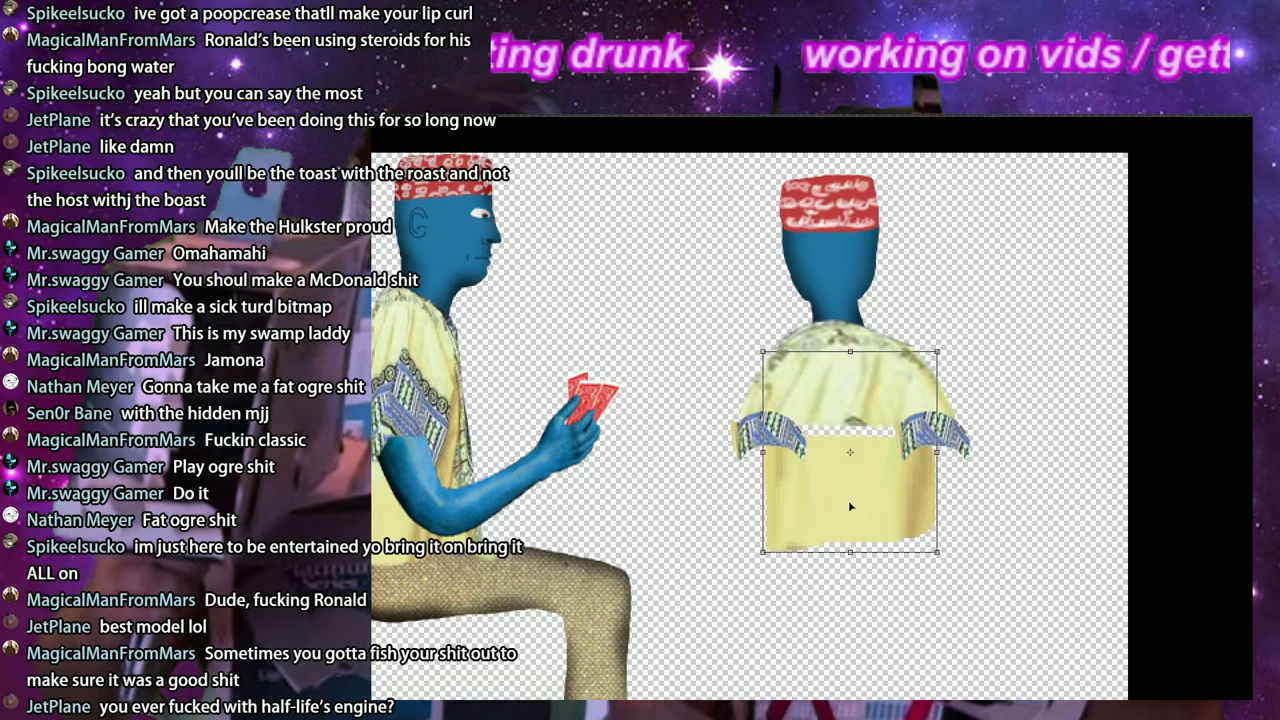 ting drunk working on vids / gett
Spikeelsucko ive got a poopcrease thatll make your lip curl
MagicalManFromMars Ronald’s been using steroids for his
fucking bong water
Spikeelsucko yeah but you can say the most
JetPlane it’s crazy that you’ve been doing this for so long now
JetPlane like damn
Spikeelsucko and then youll be the toast with the roast and not
the host withj the boast
MagicalManFromMars Make the Hulkster proud
Mr.swaggy Gamer Omahamahi
Mr.swaggy Gamer You shoul make a McDonald shit
Spikeelsucko ill make a sick turd bitmap
Mr.swaggy Gamer This is my swamp laddy
MagicalManFromMars Jamona
Nathan Meyer Gonna take me a fat ogre shit
Sen0r Bane with the hidden mjj
MagicalManFromMars Fuckin classic
Mr.swaggy Gamer Play ogre shit
Mr.swaggy Gamer Do it
Nathan Meyer Fat ogre shit
Spikeelsucko im just here to be entertained yo bring it on bring it
ALL on
MagicalManFromMars Dude, fucking Ronald
JetPlane best model lol
MagicalManFromMars Sometimes you gotta fish your shit out to
make sure it was a good shit
JetPlane you ever fucked with half-life’s engine?